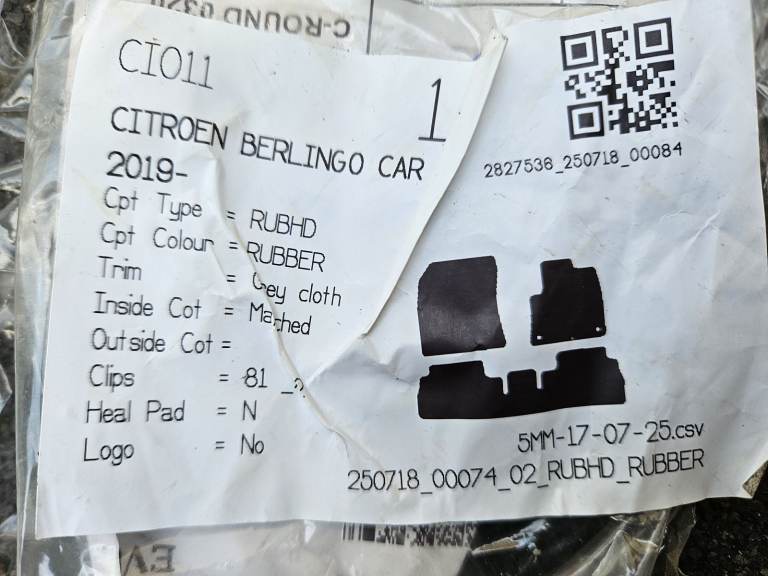 C-ROUND
CI011
1
CITROEN BERLINGO CAR
2019-
2827536_250718_00084
Cpt Type = RUBHD
Cpt Colour = RUBBER
Trim = Grey cloth
Inside Cot = Matched
Outside Cot =
Clips = 81
Heal Pad = N
Logo = No
5MM-17-07-25.csv
250718_00074_02_RUBHD_RUBBER